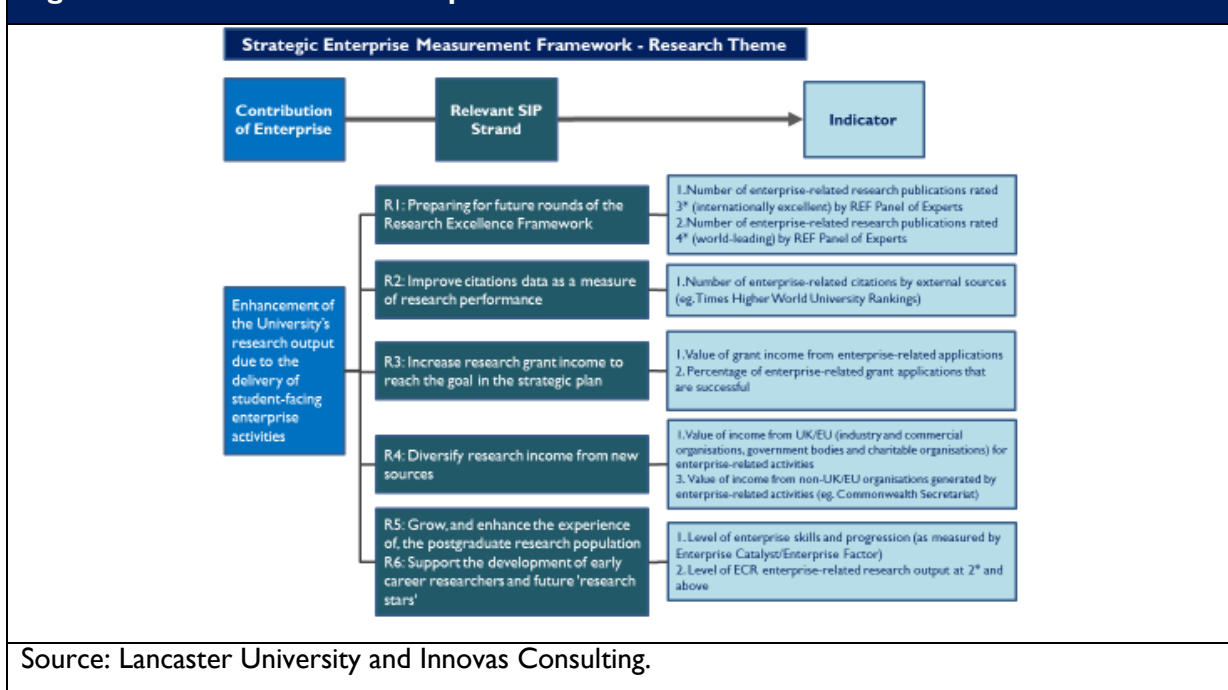 Strategic Enterprise Measurement Framework - Research Theme
Contribution
of Enterprise
Relevant SIP
Strand
Indicator
Enhancement of
the University's
research output
due to the
delivery of
student-facing
enterprise
activities
R1: Preparing for future rounds of the
Research Excellence Framework
1.Number of enterprise-related research publications rated
3* (internationally excellent) by REF Panel of Experts
2.Number of enterprise-related research publications rated
4* (world-leading) by REF Panel of Experts
R2: Improve citations data as a measure
of research performance
1.Number of enterprise-related citations by external sources
(eg.Times Higher World University Rankings)
R3: Increase research grant income to
reach the goal in the strategic plan
1.Value of grant income from enterprise-related applications
2. Percentage of enterprise-related grant applications that
are successful
R4: Diversify research income from new
sources
1.Value of income from UK/EU (industry and commercial
organisations, government bodies and charitable organisations) for
enterprise-related activities
3. Value of income from non-UK/EU organisations generated by
enterprise-related activities (eg. Commonwealth Secretariat)
R5: Grow, and enhance the experience
of, the postgraduate research population
R6: Support the development of early
career researchers and future 'research
stars'
1.Level of enterprise skills and progression (as measured by
Enterprise Catalyst/Enterprise Factor)
2.Level of ECR enterprise-related research output at 2* and
above
Source: Lancaster University and Innovas Consulting.